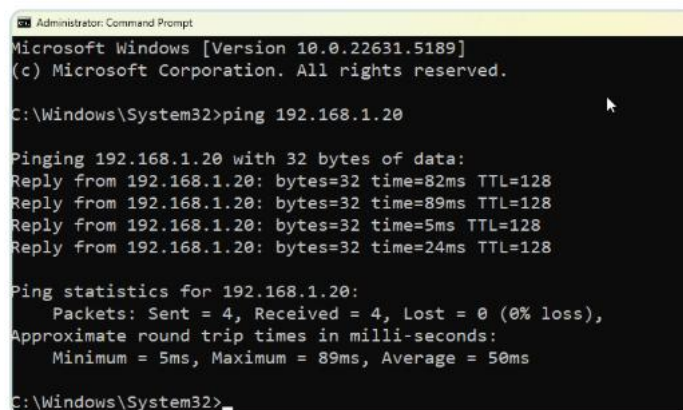 Administrator: Command Prompt
Microsoft Windows [Version 10.0.22631.5189]
(c) Microsoft Corporation. All rights reserved.
C:\Windows\System32>ping 192.168.1.20
Pinging 192.168.1.20 with 32 bytes of data:
Reply from 192.168.1.20: bytes=32 time=82ms TTL=128
Reply from 192.168.1.20: bytes=32 time=89ms TTL=128
Reply from 192.168.1.20: bytes=32 time=5ms TTL=128
Reply from 192.168.1.20: bytes=32 time=24ms TTL=128
Ping statistics for 192.168.1.20:
    Packets: Sent = 4, Received = 4, Lost = 0 (0% loss),
Approximate round trip times in milli-seconds:
    Minimum = 5ms, Maximum = 89ms, Average = 50ms
C:\Windows\System32>_